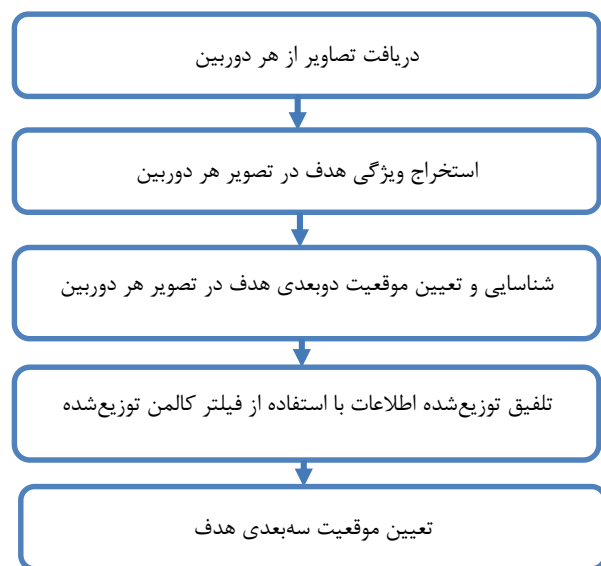 دریافت تصاویر از هر دوربین
استخراج ویژگی هدف در تصویر هر دوربین
شناسایی و تعیین موقعیت دوبعدی هدف در تصویر هر دوربین
تلفیق توزیع‌شده اطلاعات با استفاده از فیلتر کالمن توزیع‌شده
تعیین موقعیت سه‌بعدی هدف